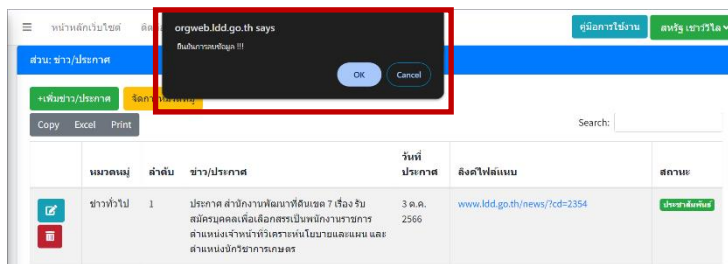 หน้าหลักเว็บไซต์
orgweb.ldd.go.th says
ยืนยันการลบข้อมูล !!!
OK Cancel
คู่มือการใช้งาน
สหรัฐ เชาว์วิไล
ส่วน: ข่าว/ประกาศ
+เพิ่มข่าว/ประกาศ
Copy Excel Print
Search:
หมวดหมู่ ลำดับ ข่าว/ประกาศ วันที่ประกาศ ลิงค์ไฟล์แนบ สถานะ
ข่าวทั่วไป 1
ประกาศ สำนักงานพัฒนาที่ดินเขต 7 เรื่อง รับ
สมัครบุคคลเพื่อเลือกสรรเป็นพนักงานราชการ
ตำแหน่งเจ้าหน้าที่วิเคราะห์นโยบายและแผน และ
ตำแหน่งนักวิชาการเกษตร
3 ต.ค.
2566
www.ldd.go.th/news/?cd=2354
ประชาสัมพันธ์